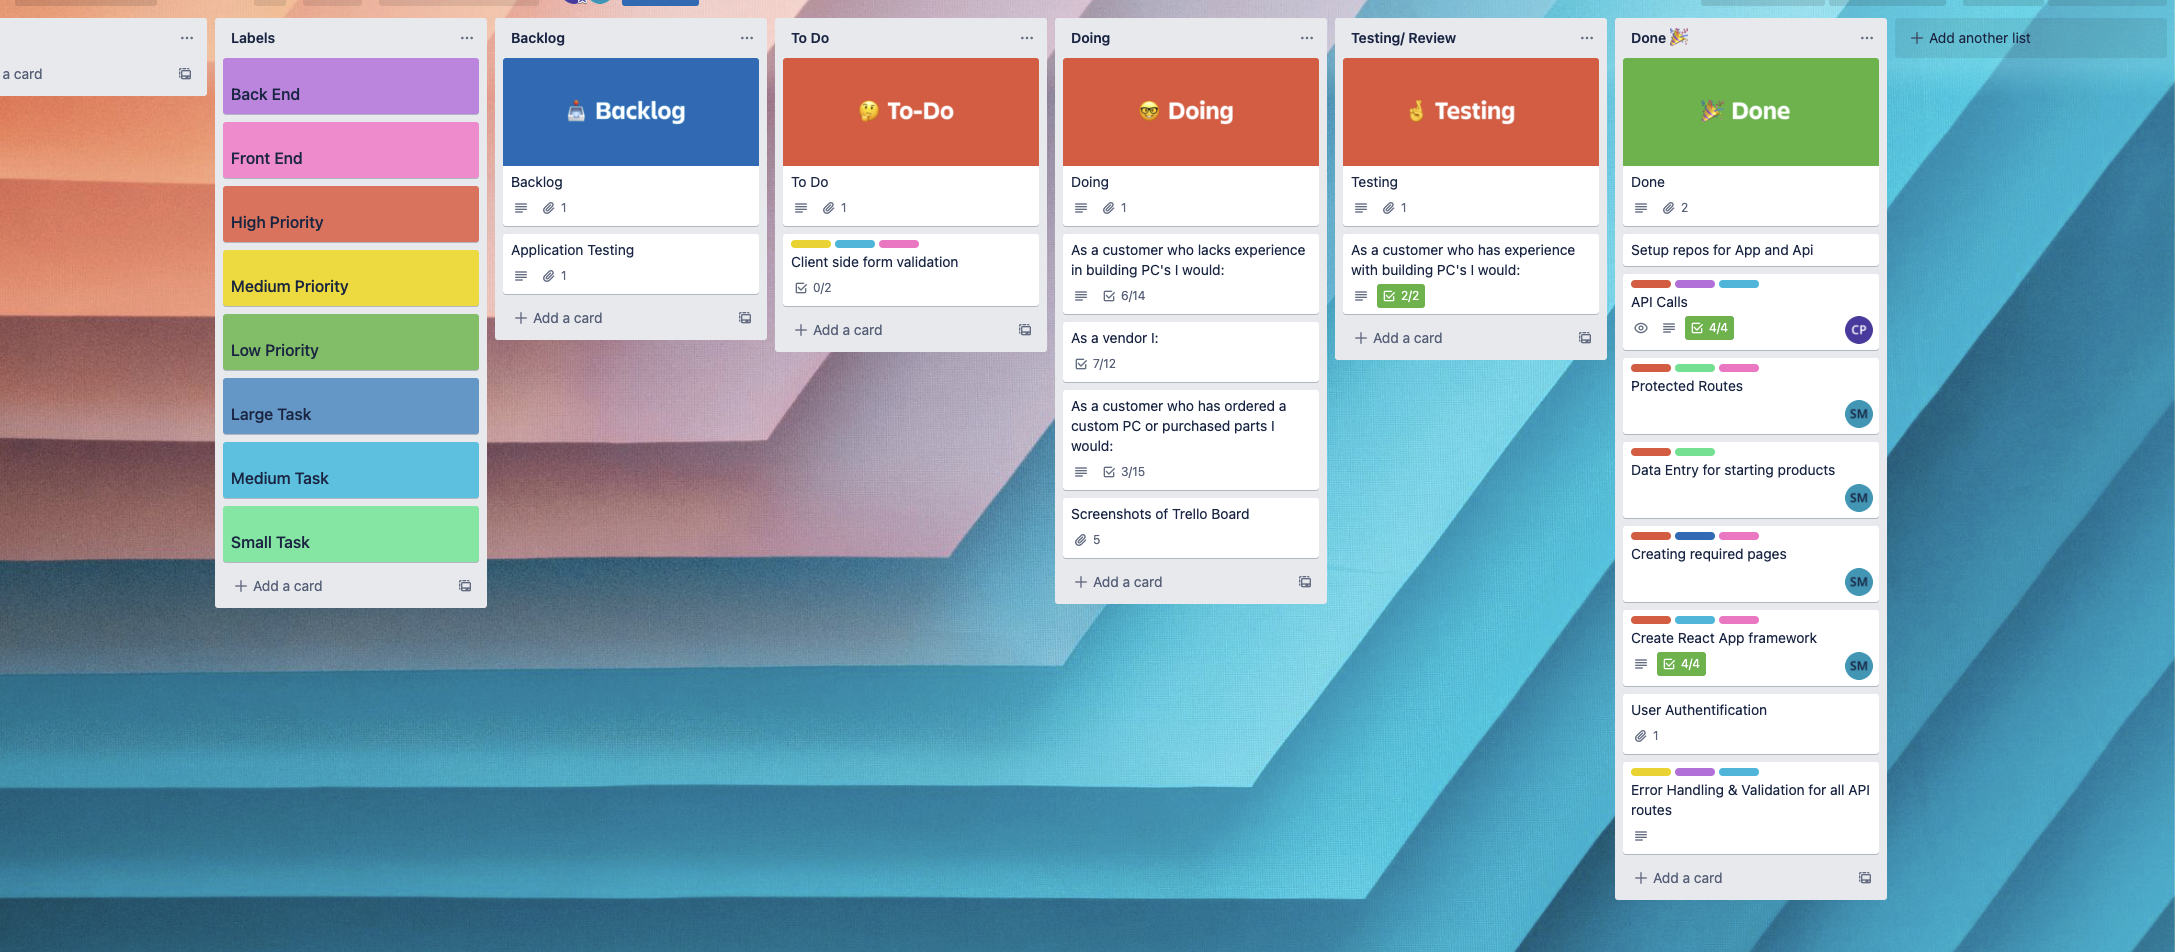 a card
Labels
Back End
Front End
High Priority
Medium Priority
Low Priority
Large Task
Medium Task
Small Task
Add a card
Backlog
Backlog
Backlog
1
Application Testing
1
Add a card
To Do
To-Do
To Do
1
Client side form validation
0/2
Add a card
Doing
Doing
Doing
1
As a customer who lacks experience
in building PC's I would:
6/14
As a vendor I:
7/12
As a customer who has ordered a
custom PC or purchased parts I
would:
3/15
Screenshots of Trello Board
5
Add a card
Testing/ Review
Testing
Testing
1
As a customer who has experience
with building PC's I would:
2/2
Add a card
Done
Done
Done
2
Setup repos for App and Api
API Calls
4/4
CP
Protected Routes
SM
Data Entry for starting products
SM
Creating required pages
SM
Create React App framework
4/4
SM
User Authentification
1
Error Handling & Validation for all API
routes
Add a card
Add another list